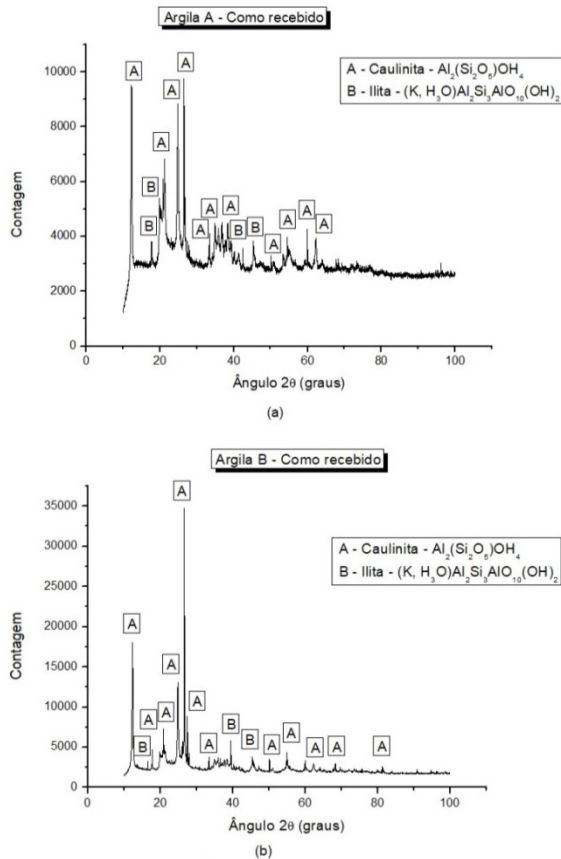 Argila A - Como recebido
A - Caulinita - Al₂(Si₂O₅)OH₄
B - Ilita - (K, H₃O)Al₂Si₃AlO₁₀(OH)₂
Contagem
10000
8000
6000
4000
2000
0
A
B
B
A
A
A
A
A
A
B
B
A
A
A
A
0 20 40 60 80 100
Ângulo 2θ (graus)
(a)
Argila B - Como recebido
A - Caulinita - Al₂(Si₂O₅)OH₄
B - Ilita - (K, H₃O)Al₂Si₃AlO₁₀(OH)₂
Contagem
35000
30000
25000
20000
15000
10000
5000
0
A
B
A
A
A
A
A
A
B
B
A
A
A
A
A
0 20 40 60 80 100
Ângulo 2θ (graus)
(b)